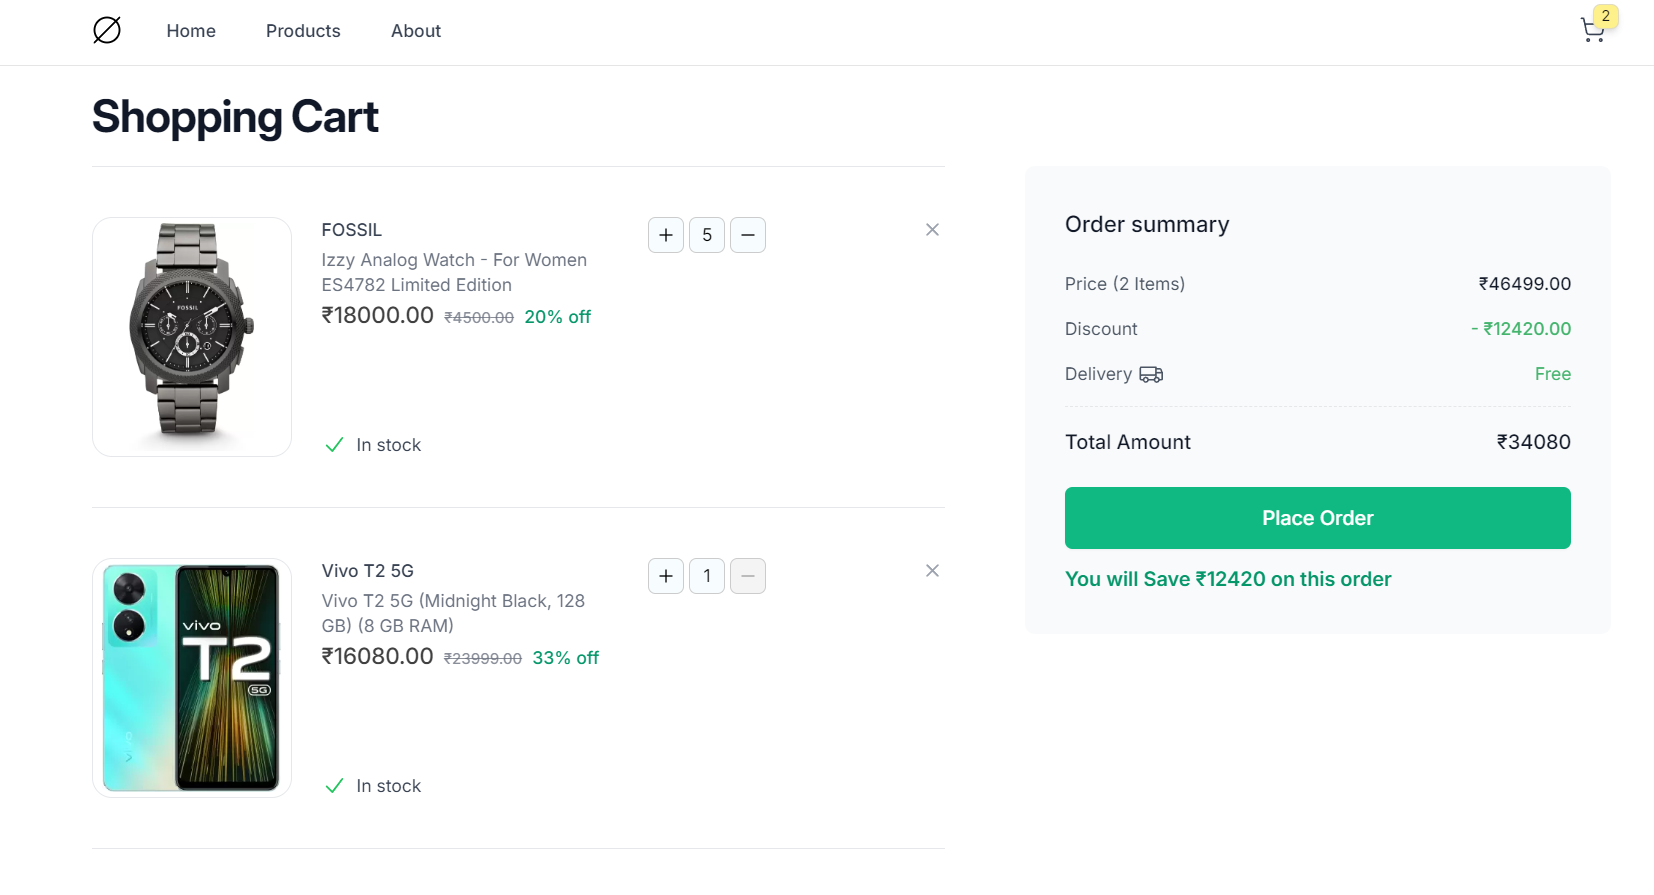 Home Products About 2
Shopping Cart
FOSSIL
Izzy Analog Watch - For Women
ES4782 Limited Edition
₹18000.00 ₹4500.00 20% off
5
FOSSIL
In stock
Vivo T2 5G
Vivo T2 5G (Midnight Black, 128
GB) (8 GB RAM)
₹16080.00 ₹23999.00 33% off
1
vivo
T2
5G
vivo
In stock
Order summary
Price (2 Items) ₹46499.00
Discount - ₹12420.00
Delivery Free
Total Amount ₹34080
Place Order
You will Save ₹12420 on this order